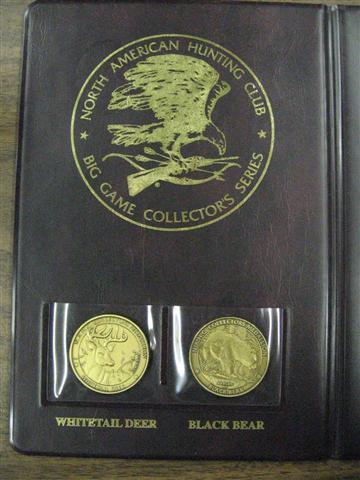 ★ NORTH AMERICAN HUNTING CLUB ★
BIG GAME COLLECTOR'S SERIES
WHITETAIL DEER
BLACK BEAR